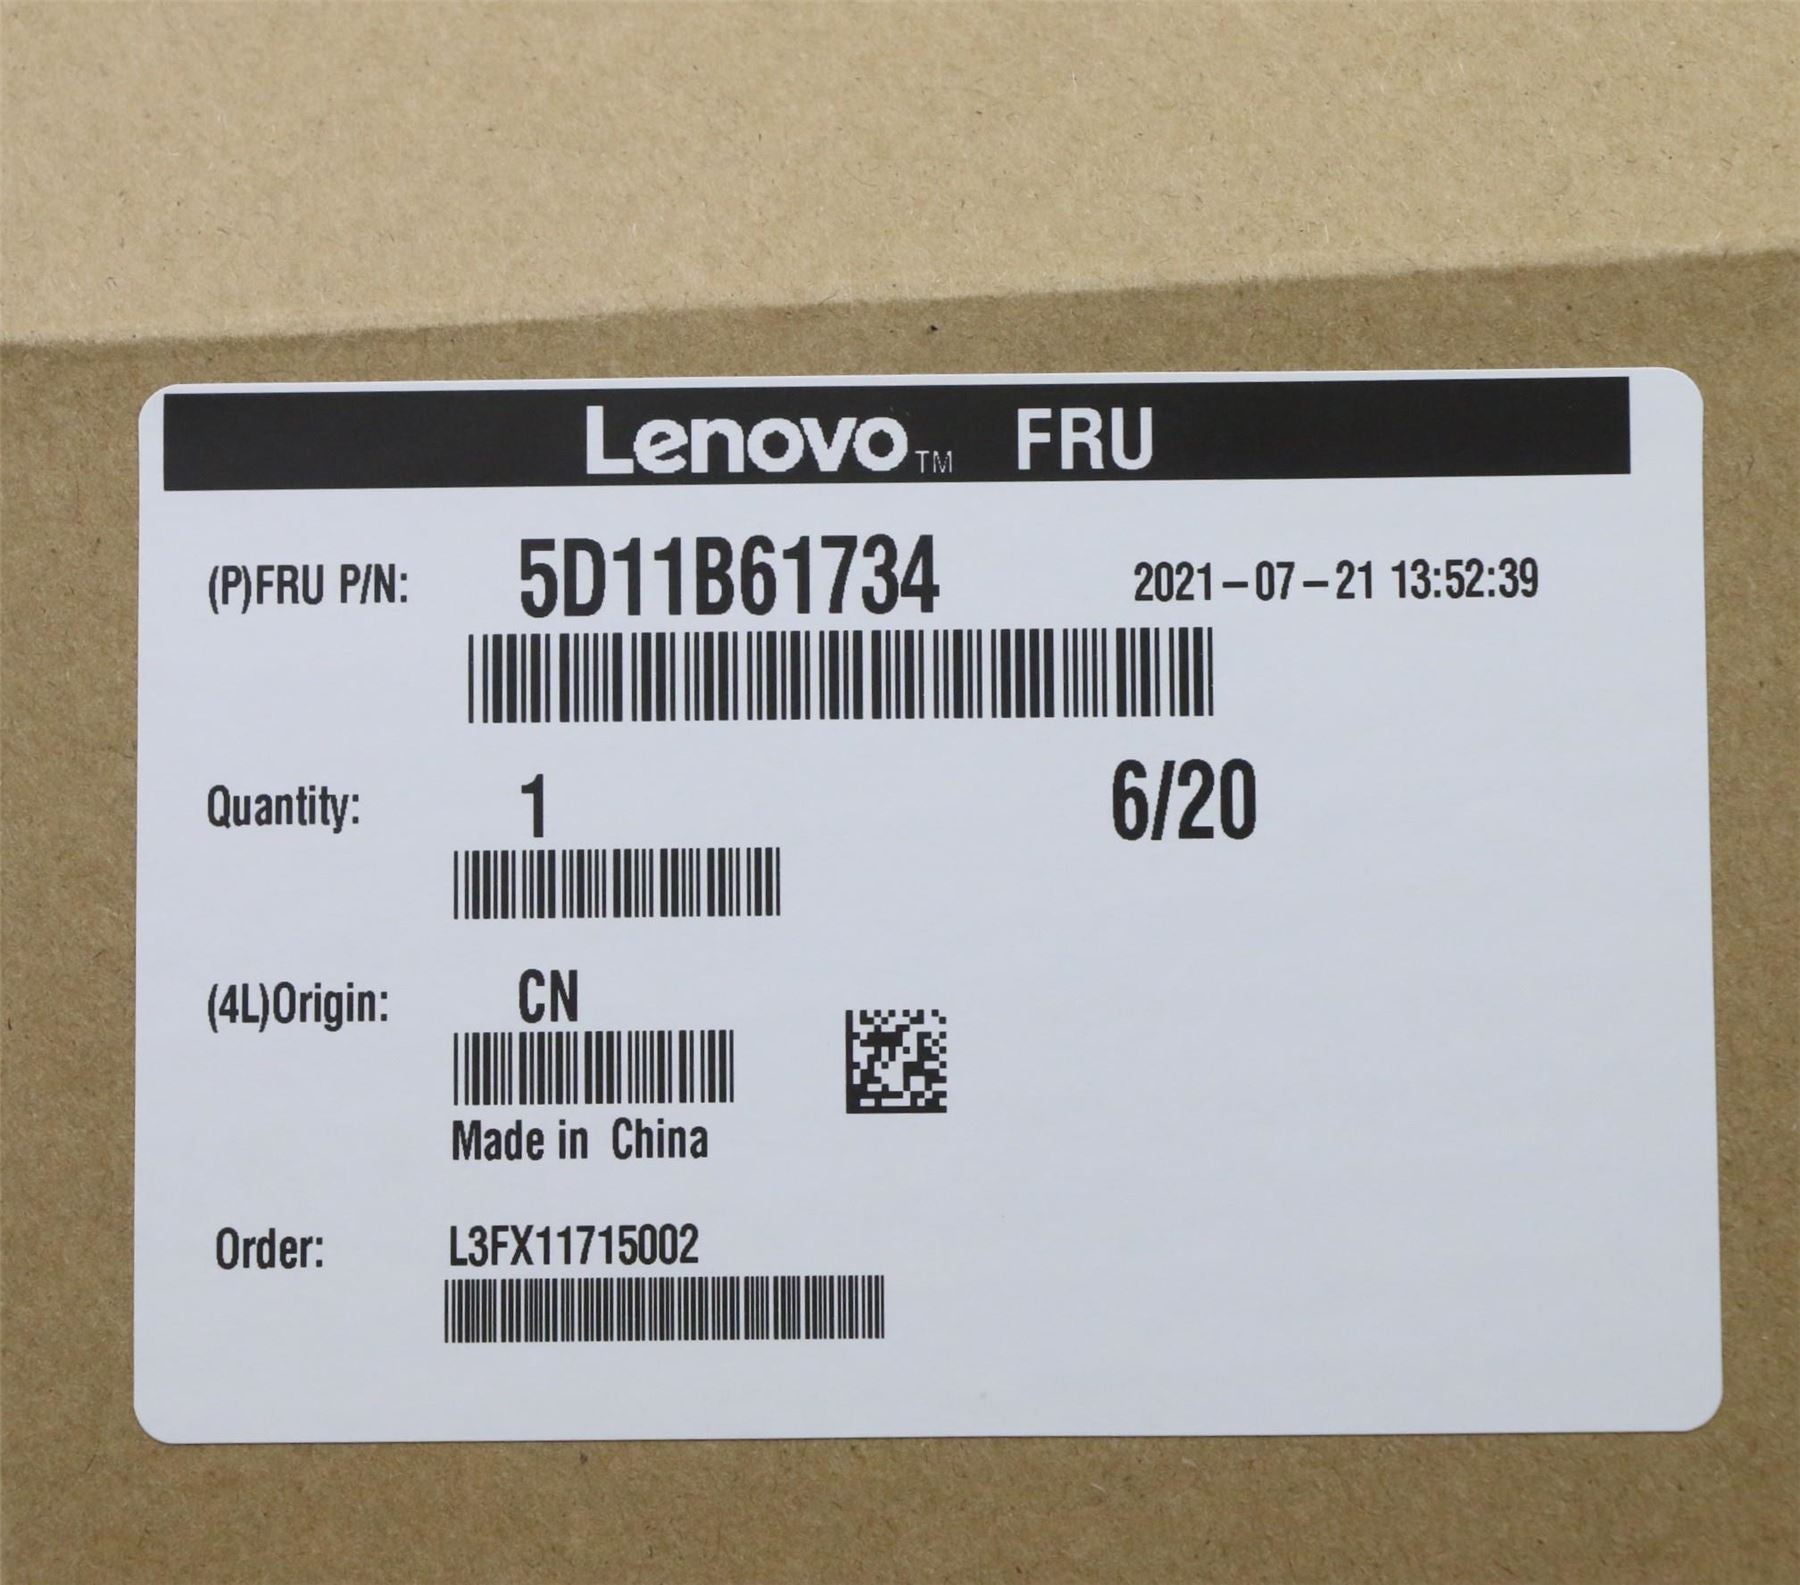 Lenovo™ FRU
(P)FRU P/N: 5D11B61734 2021-07-21 13:52:39
Quantity: 1 6/20
(4L)Origin: CN
Made in China
Order: L3FX11715002